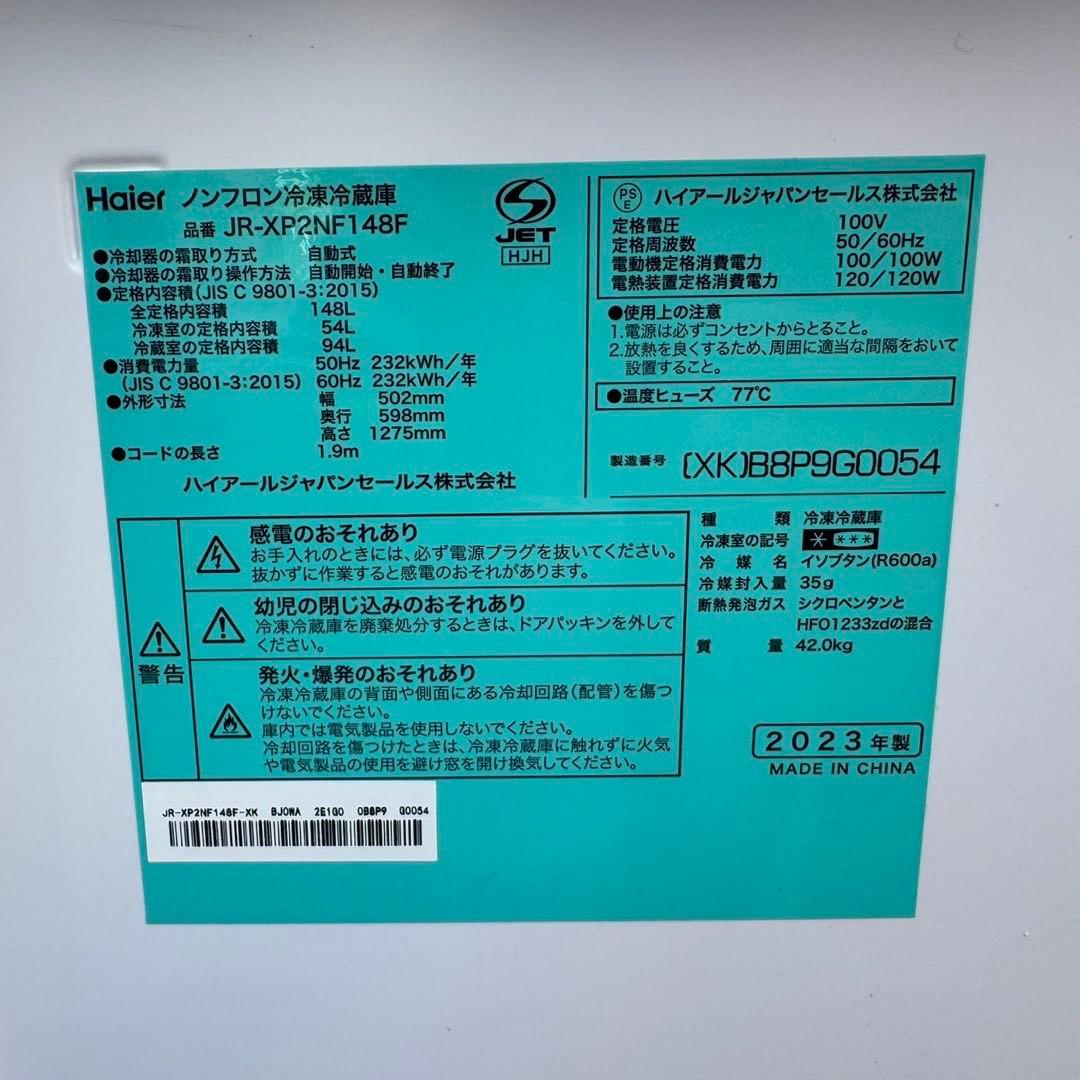 Haier ノンフロン冷凍冷蔵庫
品番 JR-XP2NF148F
●冷却器の霜取り方式 自動式
●冷却器の霜取り操作方法 自動開始・自動終了
●定格内容積(JIS C 9801-3:2015)
全定格内容積 148L
冷凍室の定格内容積 54L
冷蔵室の定格内容積 94L
●消費電力量 50Hz 232kWh/年
(JIS C 9801-3:2015) 60Hz 232kWh/年
●外形寸法 幅 502mm
奥行 598mm
高さ 1275mm
●コードの長さ 1.9m
ハイアールジャパンセールス株式会社
S
JET
HJH
PS
E
ハイアールジャパンセールス株式会社
定格電圧 100V
定格周波数 50/60Hz
電動機定格消費電力 100/100W
電熱装置定格消費電力 120/120W
●使用上の注意
1.電源は必ずコンセントからとること。
2.放熱を良くするため、周囲に適当な間隔をおいて
設置すること。
●温度ヒューズ 77℃
製造番号 (XK)B8P9G0054
警告
感電のおそれあり
お手入れのときには、必ず電源プラグを抜いてください。
抜かずに作業すると感電のおそれがあります。
幼児の閉じ込めのおそれあり
冷凍冷蔵庫を廃棄処分するときは、ドアパッキンを外して
ください。
発火・爆発のおそれあり
冷凍冷蔵庫の背面や側面にある冷却回路(配管)を傷つ
けないでください。
庫内では電気製品を使用しないでください。
冷却回路を傷つけたときは、冷凍冷蔵庫に触れずに火気
や電気製品の使用を避け窓を開け換気してください。
種類 冷凍冷蔵庫
冷凍室の記号 * ***
冷媒名 イソブタン(R600a)
冷媒封入量 35g
断熱発泡ガス シクロペンタンと
HFO1233zdの混合
質量 42.0kg
2023年製
MADE IN CHINA
JR-XP2NF148F-XK BJ0WA 2E1G0 0B8P9 G0054